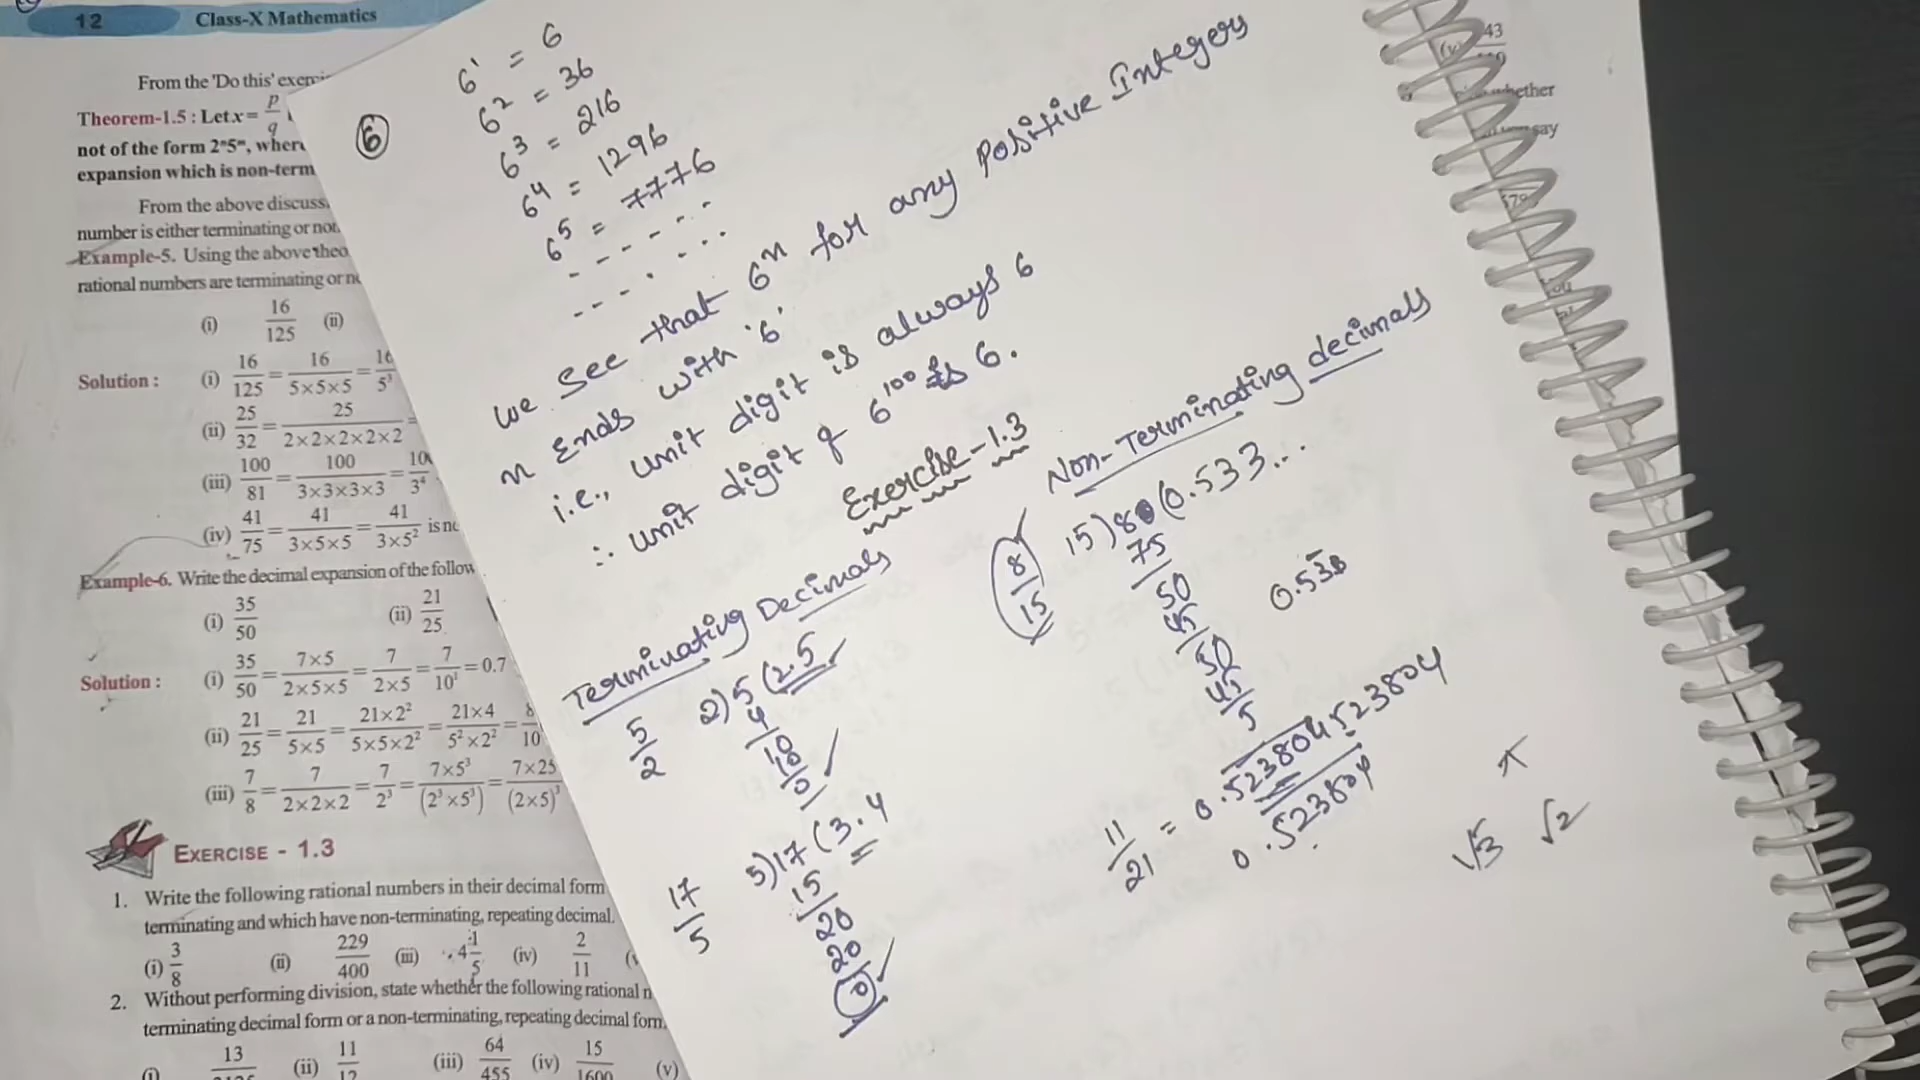 12 Class-X Mathematics
From the 'Do this'
Theorem-1.5 : Let x = p/q
not of the form 2ⁿ5ᵐ,
expansion which is
From the above
number is either terminating or
Example-5. Using the above
rational numbers are terminating or
(i) 16/125 (ii)
Solution : (i) 16/125 = 16/5×5×5 =
(ii) 25/32 = 25/2×2×2×2×2 =
(iii) 100/81 = 100/3×3×3×3 =
(iv) 41/75 = 41/3×5×5 = 41/3×5² is
Example-6. Write the decimal expansion of the
(i) 35/50 (ii) 21/25
Solution : (i) 35/50 = 7×5/2×5×5 = 7/2×5 = 7/10¹ = 0.7
(ii) 21/25 = 21/5×5 = 21×2²/5×5×2² = 21×4/5²×2² =
(iii) 7/8 = 7/2×2×2 = 7/2³ = 7×5³/(2³×5³) = 7×25/(2×5)³
EXERCISE - 1.3
1. Write the following rational numbers in their decimal form
terminating and which have non-terminating, repeating decimal.
(i) 3/8 (ii) 229/400 (iii) 4 1/5 (iv) 2/11
2. Without performing division, state whether the following rational
terminating decimal form or a non-terminating, repeating decimal form.
(i) 13 (ii) 11/12 (iii) 64/455 (iv) 15/1600 (v)
6
6¹ = 6
6² = 36
6³ = 216
6⁴ = 1296
6⁵ = 7776
We see that 6ⁿ for any Positive Integers
n Ends with '6'
i.e., unit digit is always 6
∴ unit digit of 6¹⁰⁰ is 6.
Exercise-1.3
Terminating Decimals
5/2
2)5(2.5
4
10
10
0
17/5
5)17(3.4
15
20
20
0
Non-Terminating decimals
8/15
15)80(0.533...
75
50
45
50
45
5
0.53
11/21 = 0.523804523804
0.523804
π
√3 √2
43
say